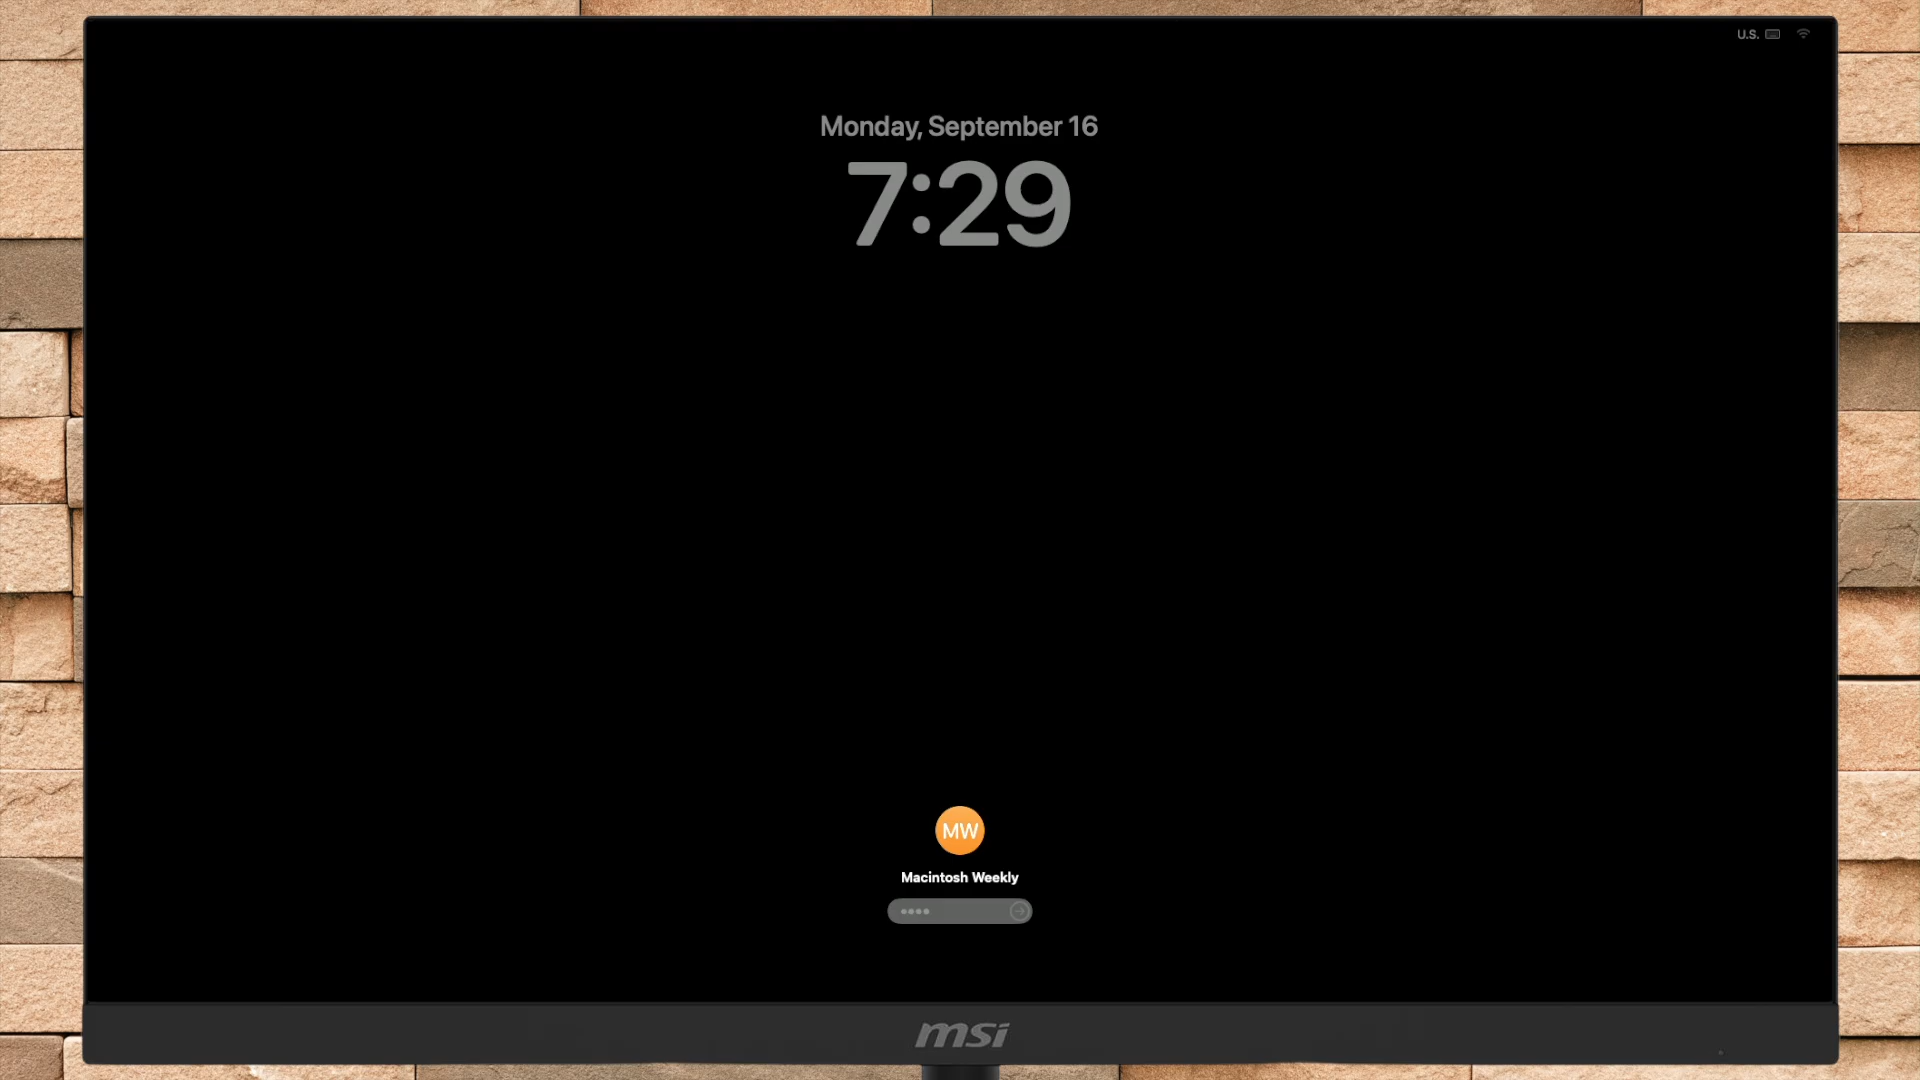 U.S.
Monday, September 16
7:29
MW
Macintosh Weekly
msi